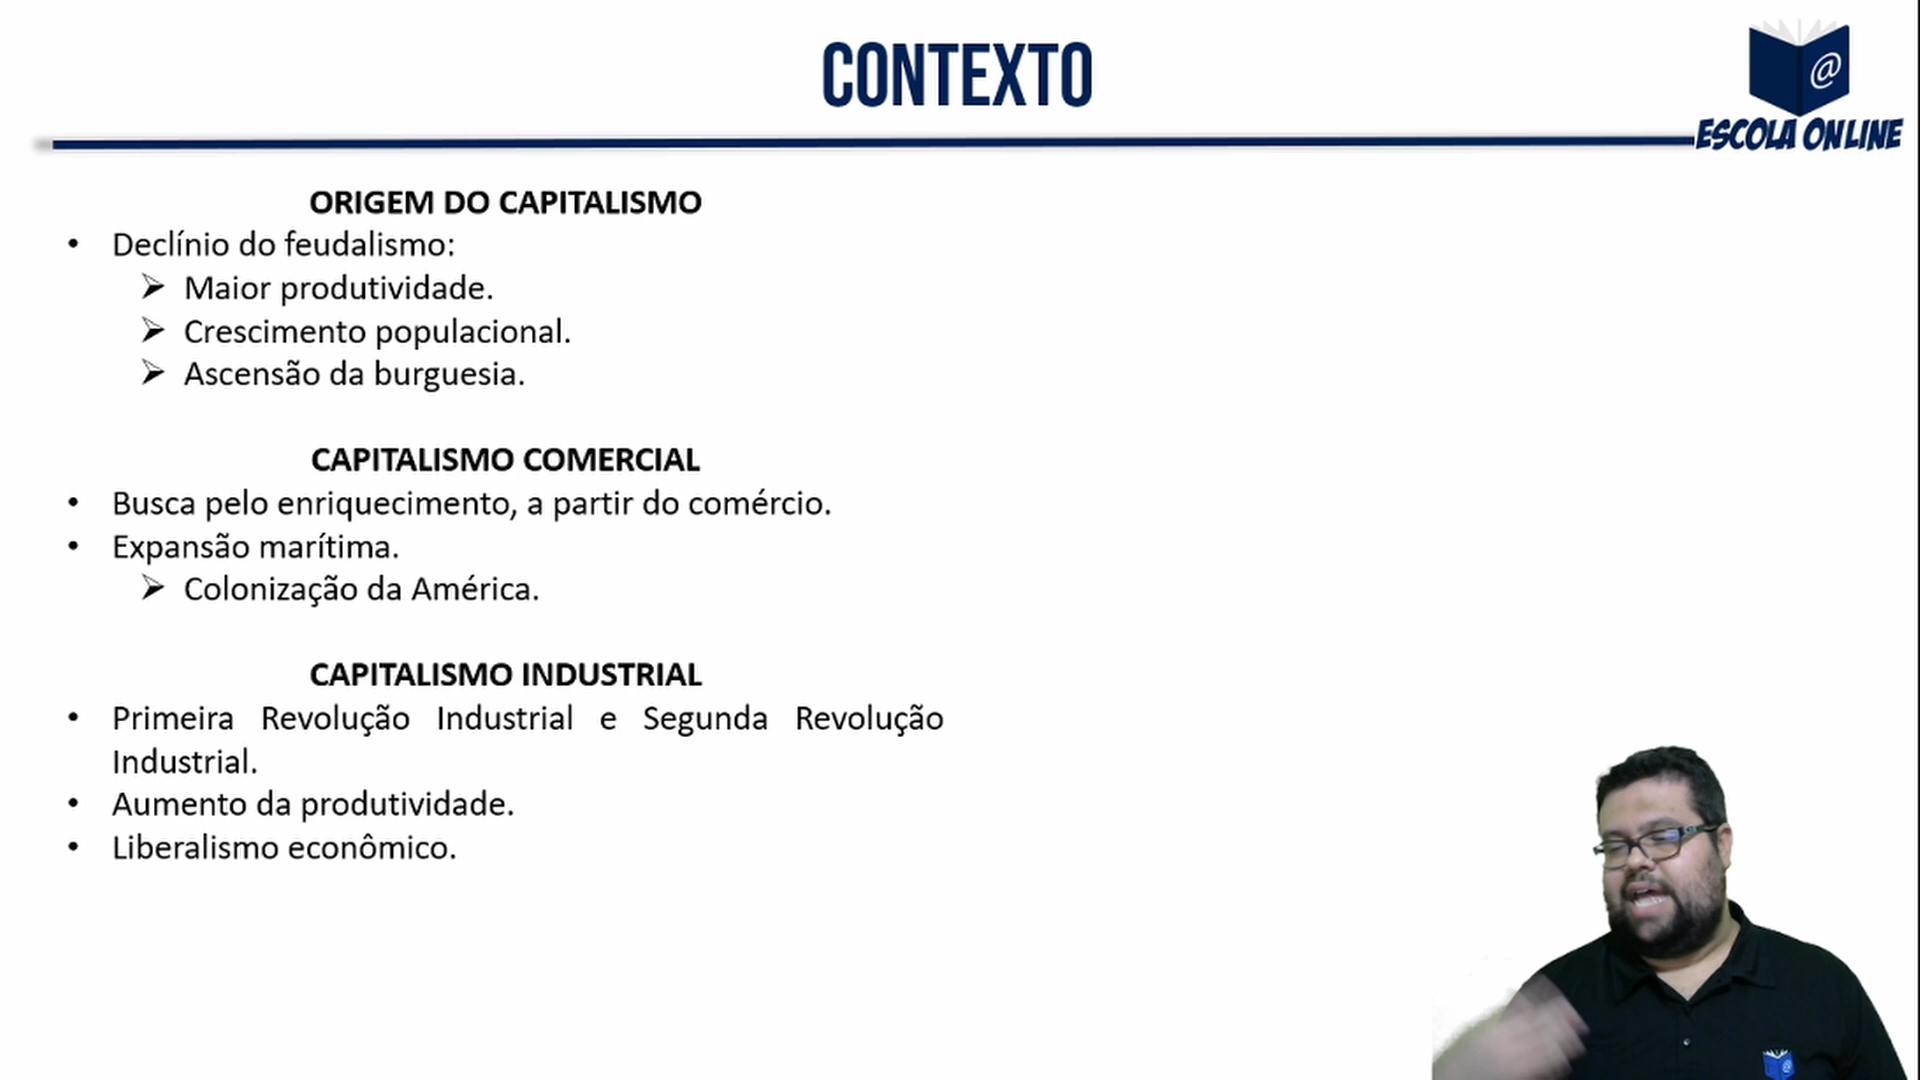 CONTEXTO
@
ESCOLA ONLINE
ORIGEM DO CAPITALISMO
• Declínio do feudalismo:
➢ Maior produtividade.
➢ Crescimento populacional.
➢ Ascensão da burguesia.
CAPITALISMO COMERCIAL
• Busca pelo enriquecimento, a partir do comércio.
• Expansão marítima.
➢ Colonização da América.
CAPITALISMO INDUSTRIAL
• Primeira Revolução Industrial e Segunda Revolução
Industrial.
• Aumento da produtividade.
• Liberalismo econômico.
@